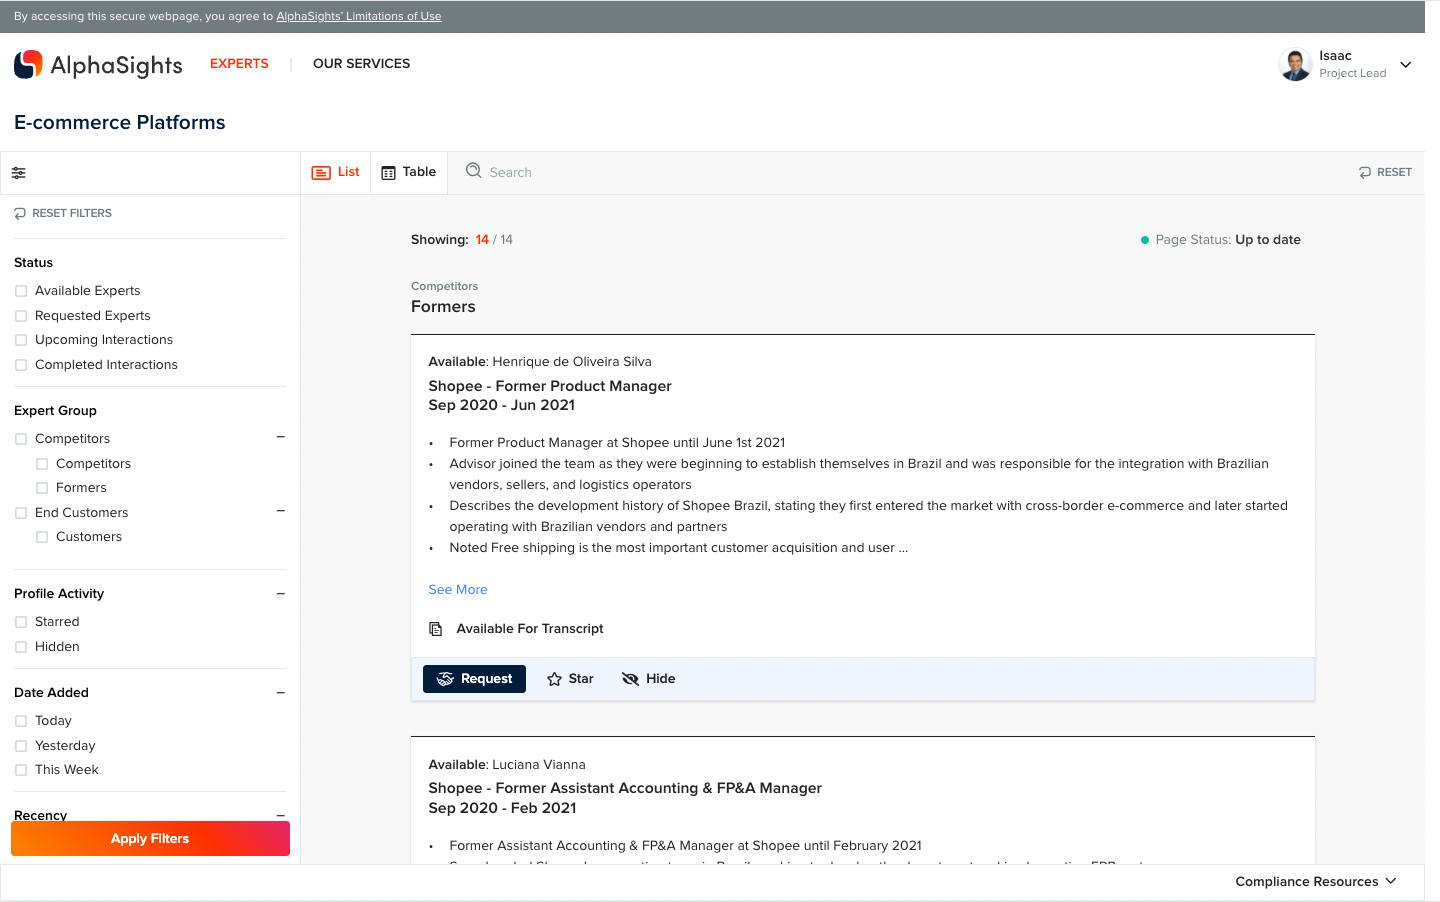 By accessing this secure webpage, you agree to AlphaSights' Limitations of Use
AlphaSights
EXPERTS
OUR SERVICES
Isaac
Project Lead
E-commerce Platforms
List
Table
Search
RESET
RESET FILTERS
Status
Available Experts
Requested Experts
Upcoming Interactions
Completed Interactions
Expert Group
Competitors
Competitors
Formers
End Customers
Customers
Profile Activity
Starred
Hidden
Date Added
Today
Yesterday
This Week
Recency
Apply Filters
Showing: 14 / 14
Page Status: Up to date
Competitors
Formers
Available: Henrique de Oliveira Silva
Shopee - Former Product Manager
Sep 2020 - Jun 2021
• Former Product Manager at Shopee until June 1st 2021
• Advisor joined the team as they were beginning to establish themselves in Brazil and was responsible for the integration with Brazilian
vendors, sellers, and logistics operators
• Describes the development history of Shopee Brazil, stating they first entered the market with cross-border e-commerce and later started
operating with Brazilian vendors and partners
• Noted Free shipping is the most important customer acquisition and user ...
See More
Available For Transcript
Request
Star
Hide
Available: Luciana Vianna
Shopee - Former Assistant Accounting & FP&A Manager
Sep 2020 - Feb 2021
• Former Assistant Accounting & FP&A Manager at Shopee until February 2021
Compliance Resources